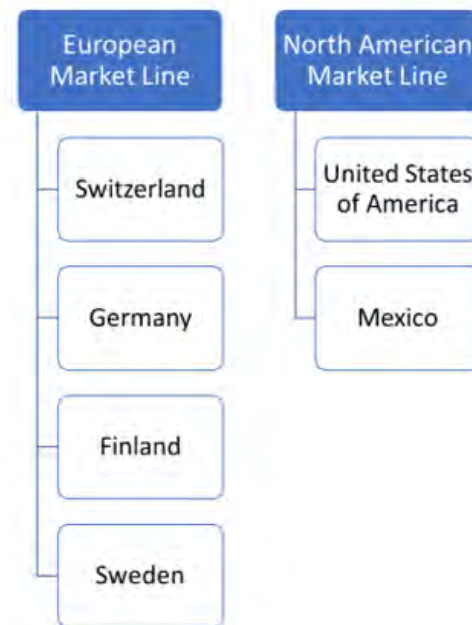 European
Market Line
Switzerland
Germany
Finland
Sweden
North American
Market Line
United States
of America
Mexico